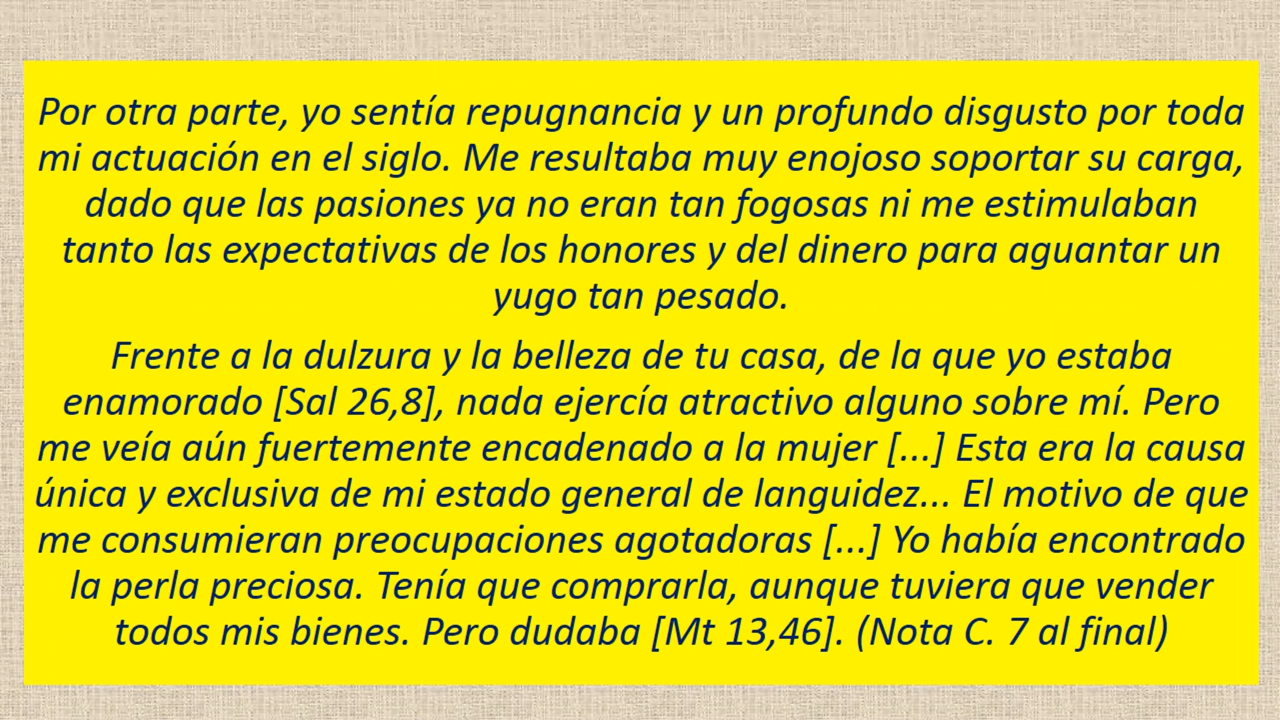 Por otra parte, yo sentía repugnancia y un profundo disgusto por toda
mi actuación en el siglo. Me resultaba muy enojoso soportar su carga,
dado que las pasiones ya no eran tan fogosas ni me estimulaban
tanto las expectativas de los honores y del dinero para aguantar un
yugo tan pesado.
Frente a la dulzura y la belleza de tu casa, de la que yo estaba
enamorado [Sal 26,8], nada ejercía atractivo alguno sobre mí. Pero
me veía aún fuertemente encadenado a la mujer [...] Esta era la causa
única y exclusiva de mi estado general de languidez... El motivo de que
me consumieran preocupaciones agotadoras [...] Yo había encontrado
la perla preciosa. Tenía que comprarla, aunque tuviera que vender
todos mis bienes. Pero dudaba [Mt 13,46]. (Nota C. 7 al final)